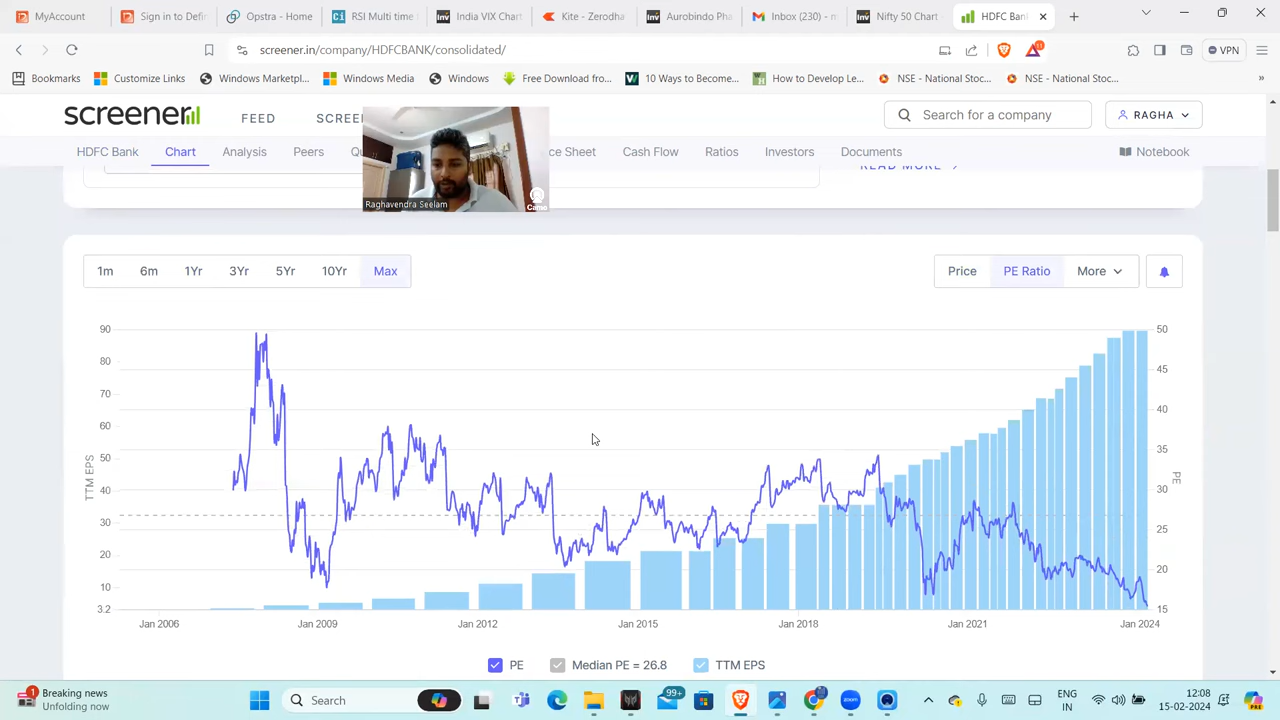 MyAccount
Sign in to Defin
Opstra - Home
RSI Multi time f
India VIX Chart
Kite - Zerodha
Aurobindo Pha
Inbox (230) - m
Nifty 50 Chart
HDFC Ban
screener.in/company/HDFCBANK/consolidated/
VPN
Bookmarks
Customize Links
Windows Marketpl...
Windows Media
Windows
Free Download fro...
10 Ways to Become...
How to Develop Le...
NSE - National Stoc...
NSE - National Stoc...
screener
FEED
SCREE
Search for a company
RAGHA
HDFC Bank
Chart
Analysis
Peers
Qu
ce Sheet
Cash Flow
Ratios
Investors
Documents
Notebook
READ MORE
Raghavendra Seelam
1m 6m 1Yr 3Yr 5Yr 10Yr Max
Price PE Ratio More
90
80
70
60
50
40
30
20
10
3.2
TTM EPS
50
45
40
35
30
25
20
15
PE
Jan 2006 Jan 2009 Jan 2012 Jan 2015 Jan 2018 Jan 2021 Jan 2024
PE
Median PE = 26.8
TTM EPS
1
Breaking news
Unfolding now
Search
99+
ENG
IN
12:08
15-02-2024